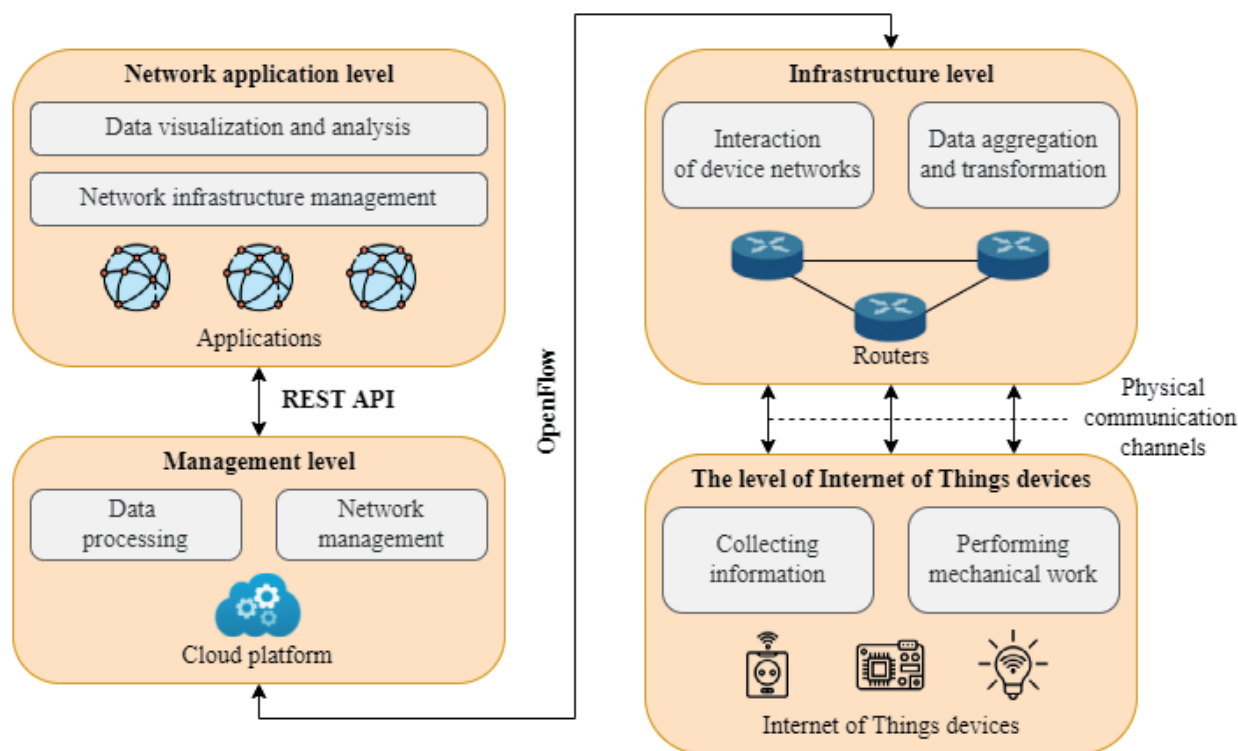 Network application level
Data visualization and analysis
Network infrastructure management
Applications
REST API
Management level
Data
processing
Network
management
Cloud platform
OpenFlow
Infrastructure level
Interaction
of device networks
Data aggregation
and transformation
Routers
Physical
communication
channels
The level of Internet of Things devices
Collecting
information
Performing
mechanical work
Internet of Things devices